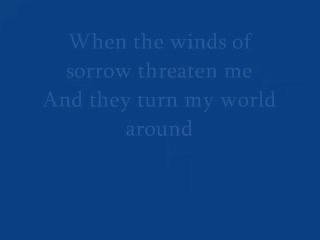 When the winds of
sorrow threaten me
And they turn my world
around